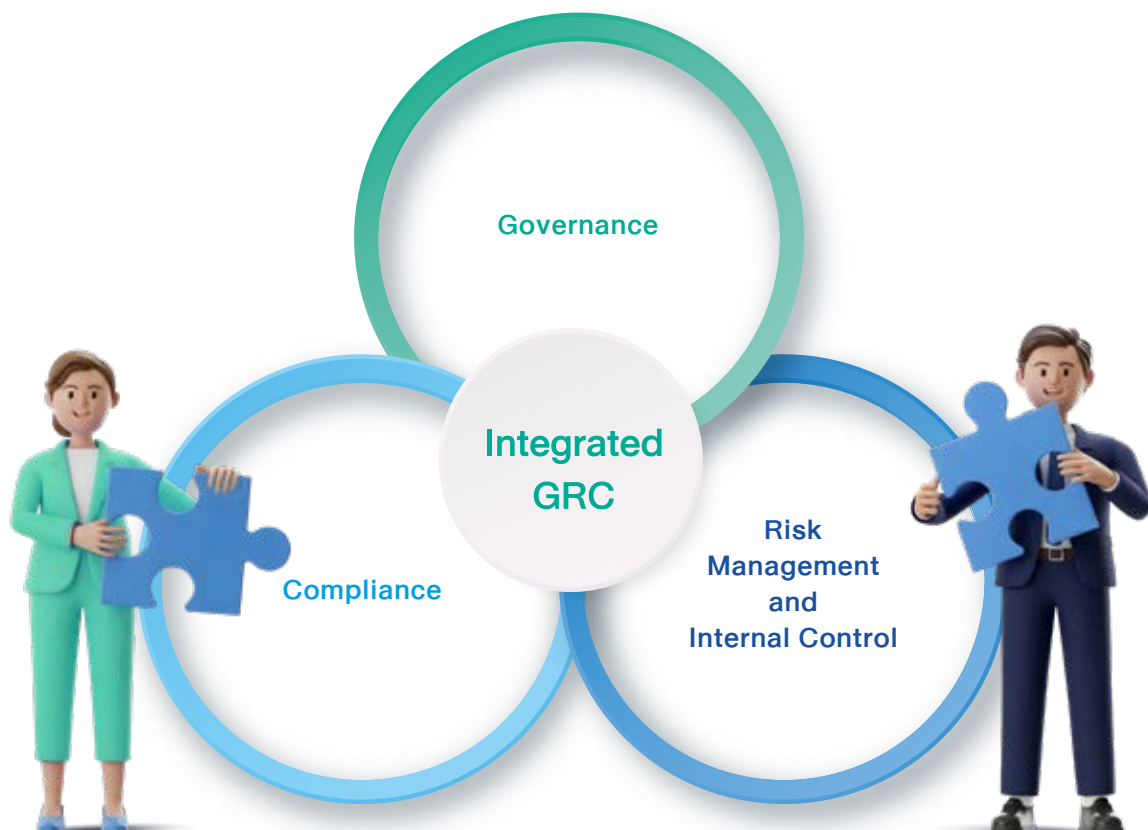 Governance
Integrated
GRC
Compliance
Risk
Management
and
Internal Control